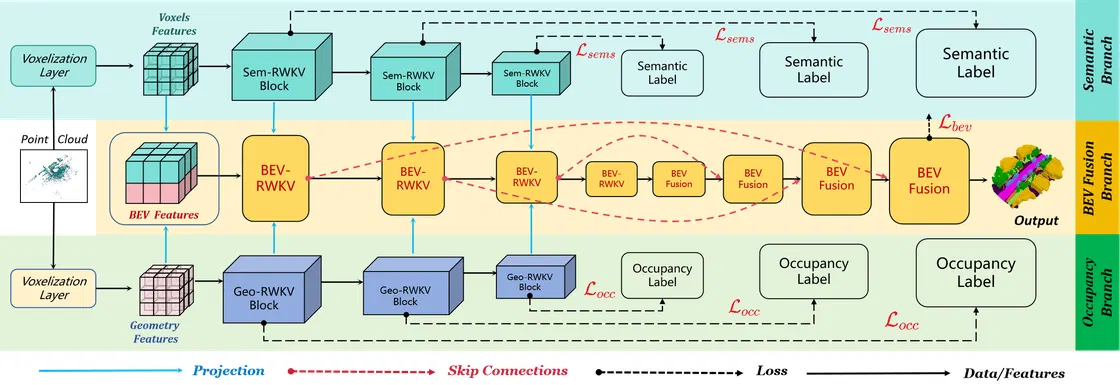 Voxels
Features
Voxelization
Layer
Sem-RWKV
Block
Sem-RWKV
Block
Sem-RWKV
Block
ℒsems
ℒsems
ℒsems
Semantic
Label
Semantic
Label
Semantic
Label
Semantic
Branch
Point Cloud
BEV Features
BEV-
RWKV
BEV-
RWKV
BEV-
RWKV
BEV-
RWKV
BEV
Fusion
BEV
Fusion
BEV
Fusion
BEV
Fusion
ℒbev
Output
BEV Fusion
Branch
Voxelization
Layer
Geometry
Features
Geo-RWKV
Block
Geo-RWKV
Block
Geo-RWKV
Block
ℒocc
ℒocc
ℒocc
Occupancy
Label
Occupancy
Label
Occupancy
Label
Occupancy
Branch
Projection
Skip Connections
Loss
Data/Features